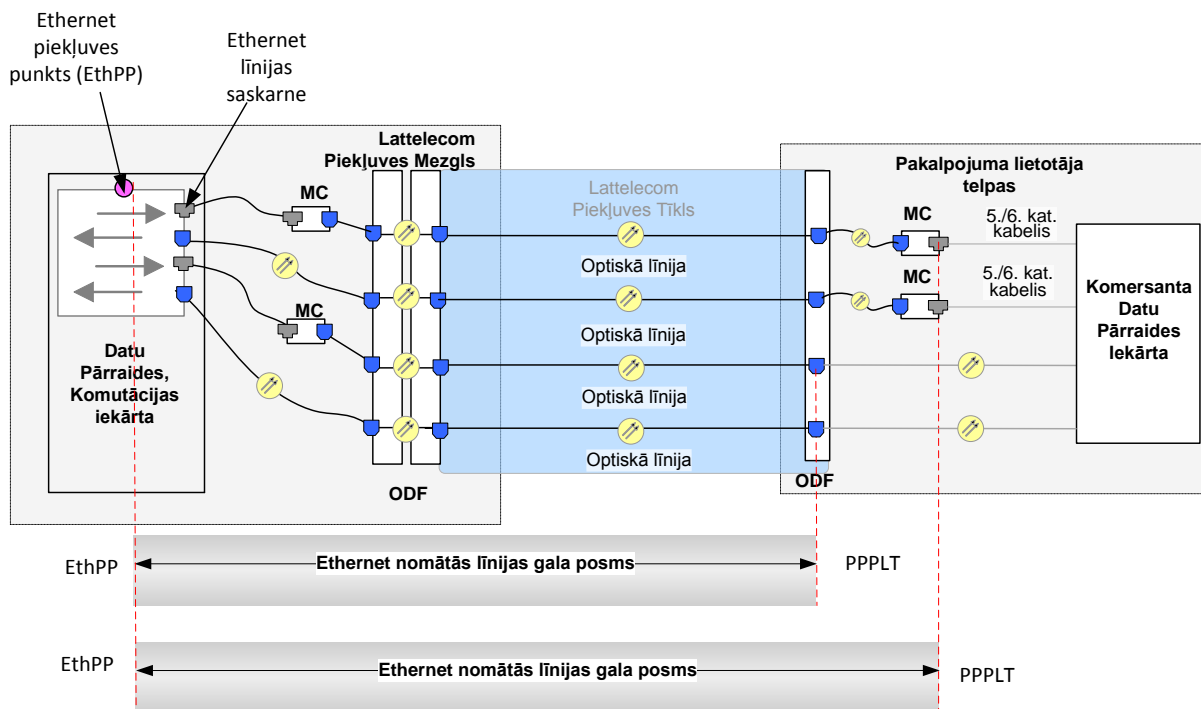 Ethernet
piekļuves
punkts (EthPP)
Ethernet
līnijas
saskarne
Lattelecom
Piekļuves Mezgls
Lattelecom
Piekļuves Tīkls
Pakalpojuma lietotāja
telpas
MC
MC
MC
MC
5./6. kat.
kabelis
5./6. kat.
kabelis
Optiskā līnija
Optiskā līnija
Optiskā līnija
Optiskā līnija
Datu
Pārraides,
Komutācijas
iekārta
Komersanta
Datu
Pārraides
Iekārta
ODF
ODF
EthPP
Ethernet nomātās līnijas gala posms
PPPLT
EthPP
Ethernet nomātās līnijas gala posms
PPPLT